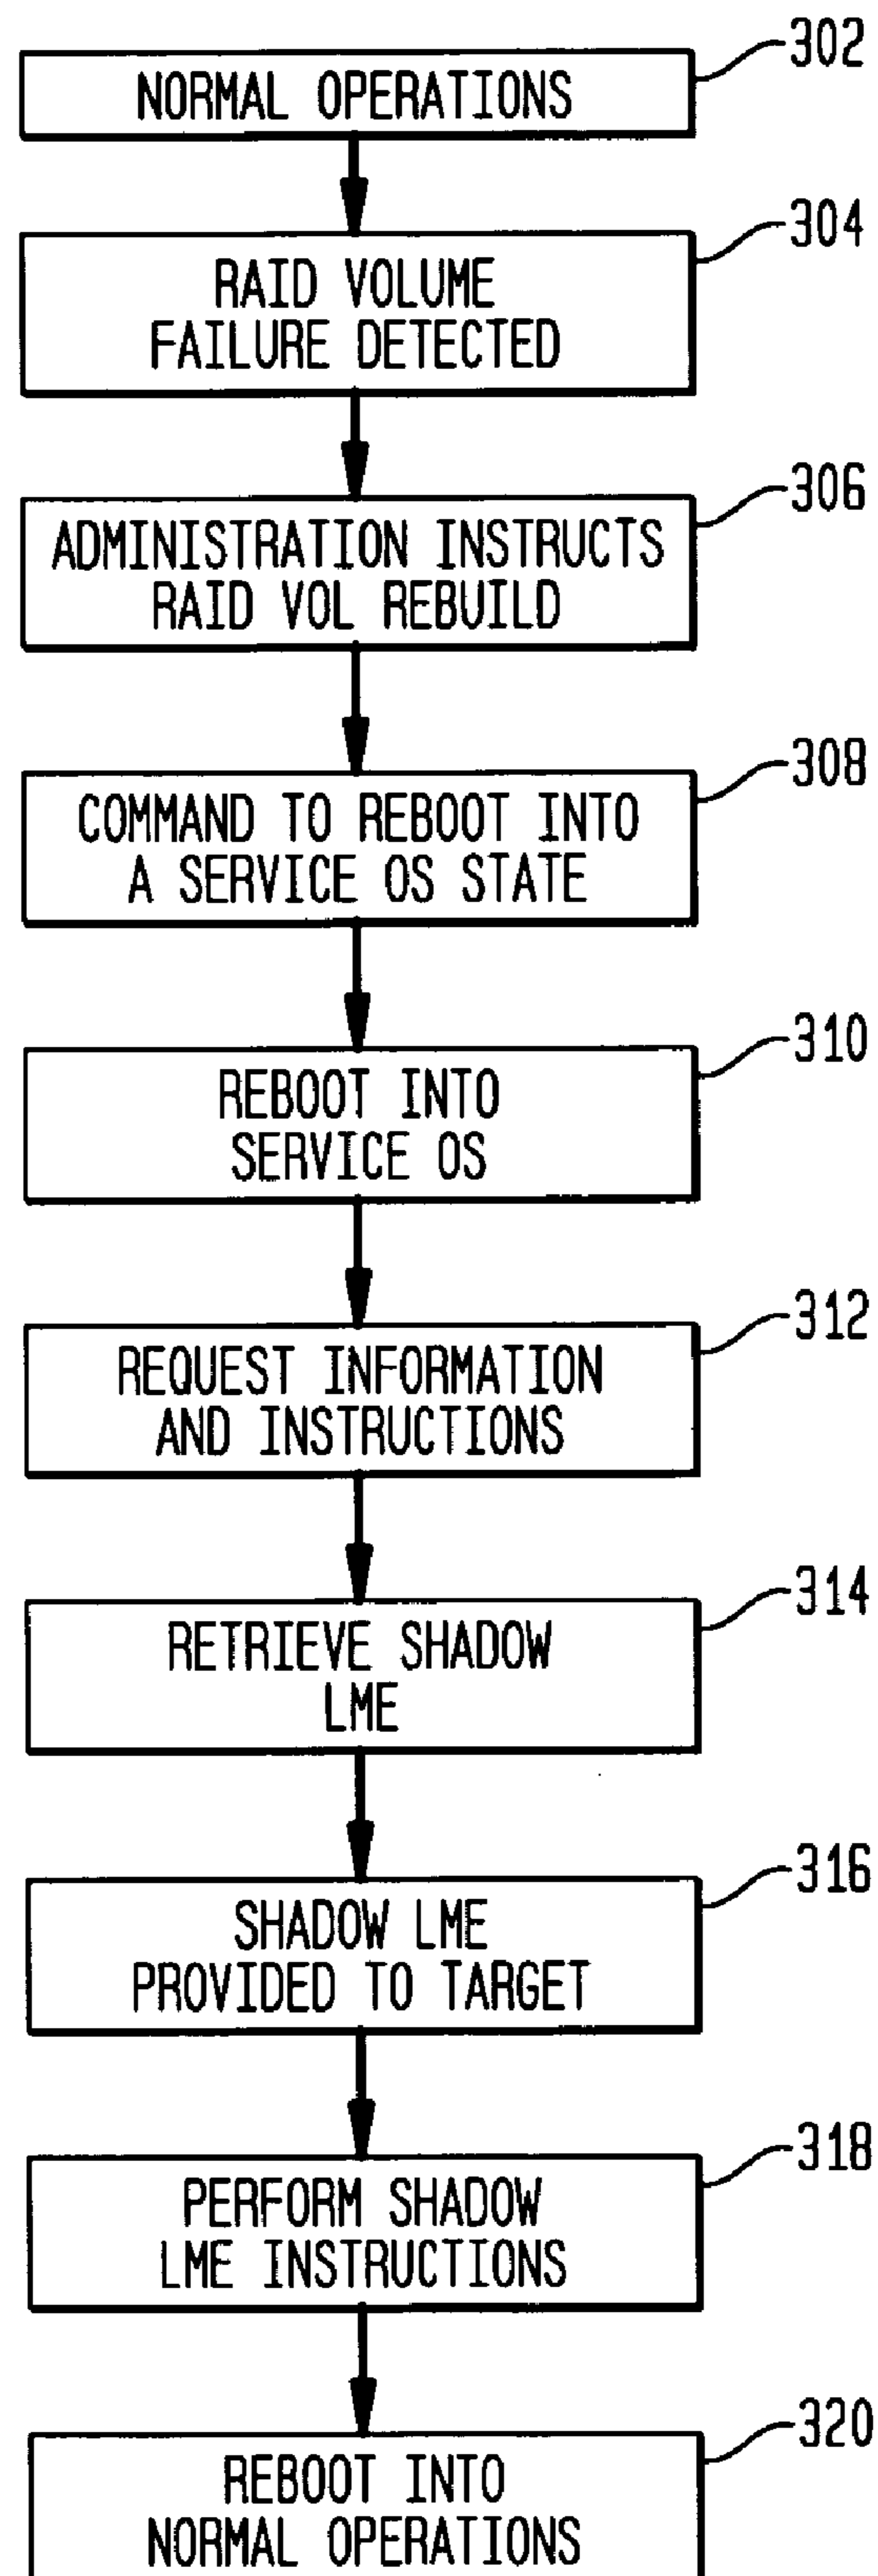 302
NORMAL OPERATIONS
304
RAID VOLUME
FAILURE DETECTED
306
ADMINISTRATION INSTRUCTS
RAID VOL REBUILD
308
COMMAND TO REBOOT INTO
A SERVICE OS STATE
310
REBOOT INTO
SERVICE OS
312
REQUEST INFORMATION
AND INSTRUCTIONS
314
RETRIEVE SHADOW
LME
316
SHADOW LME
PROVIDED TO TARGET
318
PERFORM SHADOW
LME INSTRUCTIONS
320
REBOOT INTO
NORMAL OPERATIONS